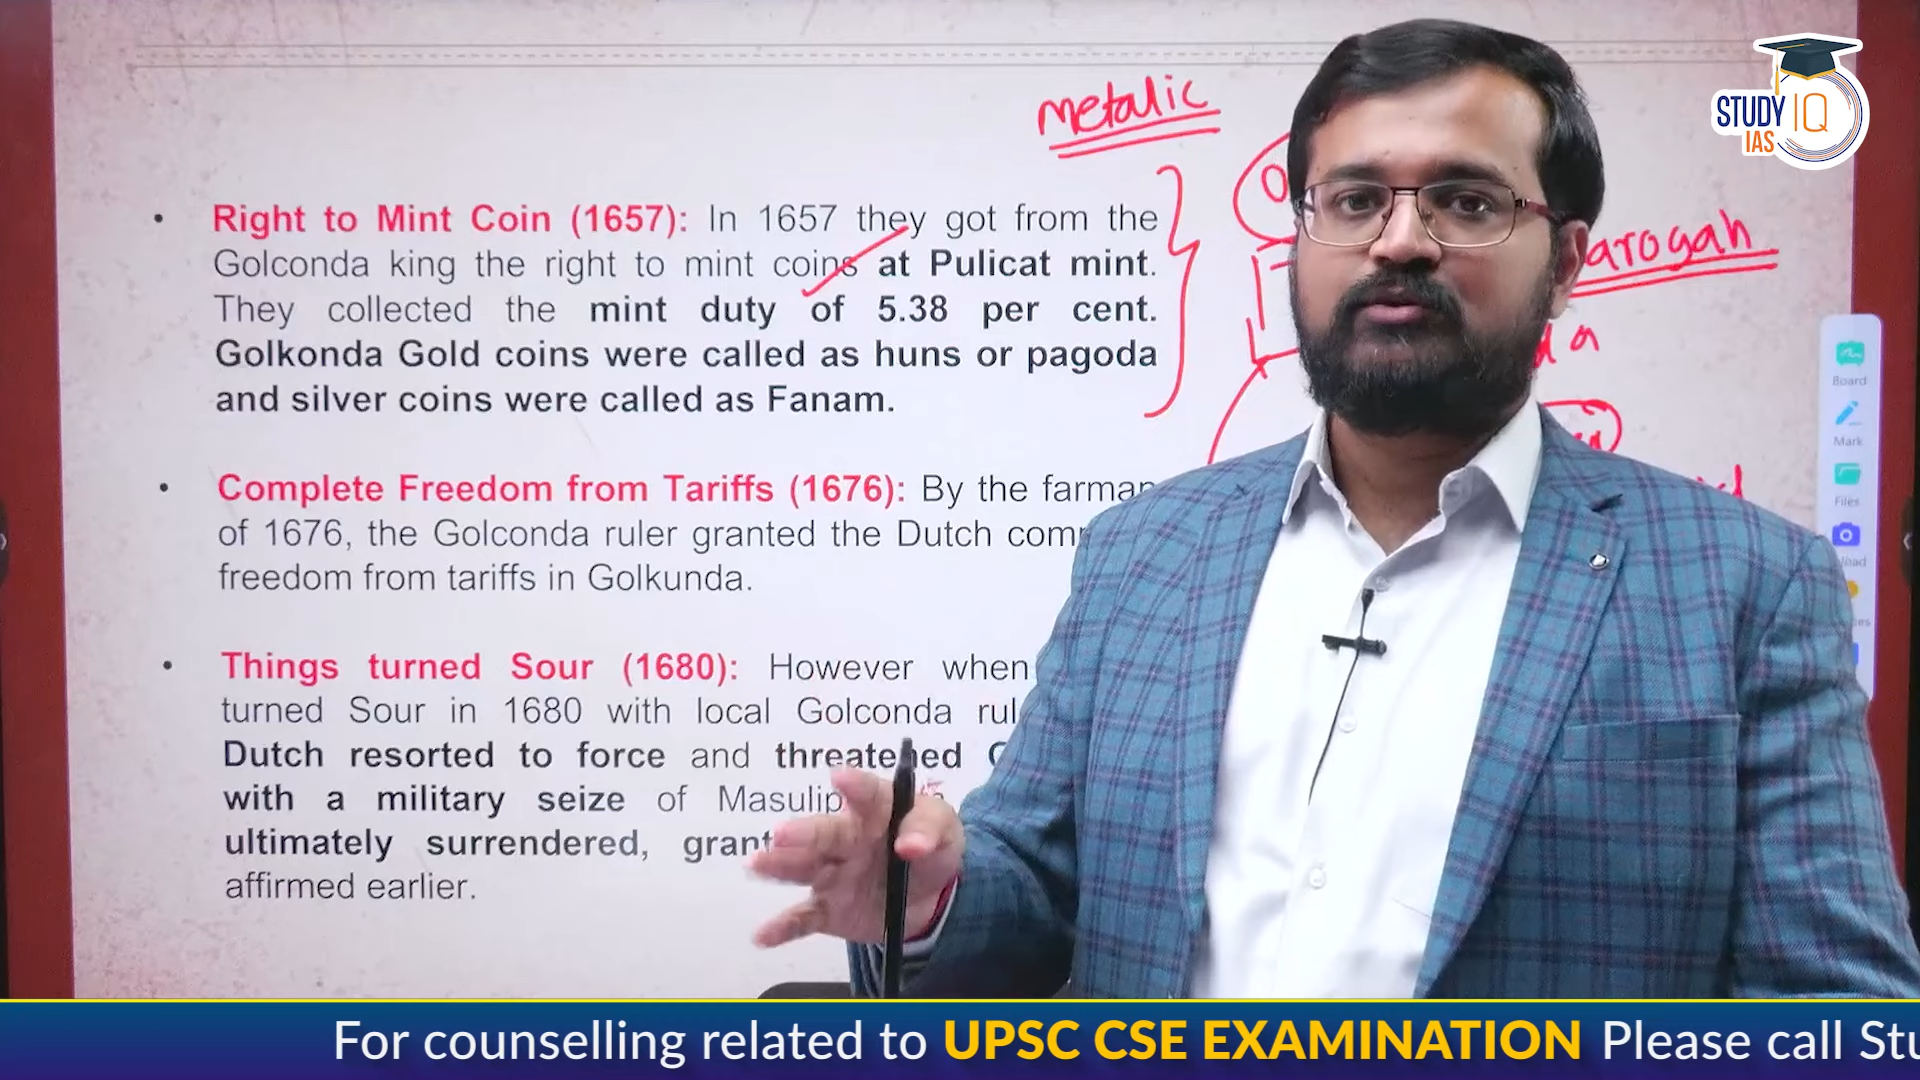 metalic
STUDY IQ
IAS
• Right to Mint Coin (1657): In 1657 they got from the
Golconda king the right to mint coins at Pulicat mint.
They collected the mint duty of 5.38 per cent.
Golkonda Gold coins were called as huns or pagoda
and silver coins were called as Fanam.
arogah
Board
Mark
Files
• Complete Freedom from Tariffs (1676): By the farman
of 1676, the Golconda ruler granted the Dutch
freedom from tariffs in Golkunda.
• Things turned Sour (1680): However when
turned Sour in 1680 with local Golconda
Dutch resorted to force and threatened
with a military seize of
ultimately surrendered,
affirmed earlier.
For counselling related to UPSC CSE EXAMINATION Please call